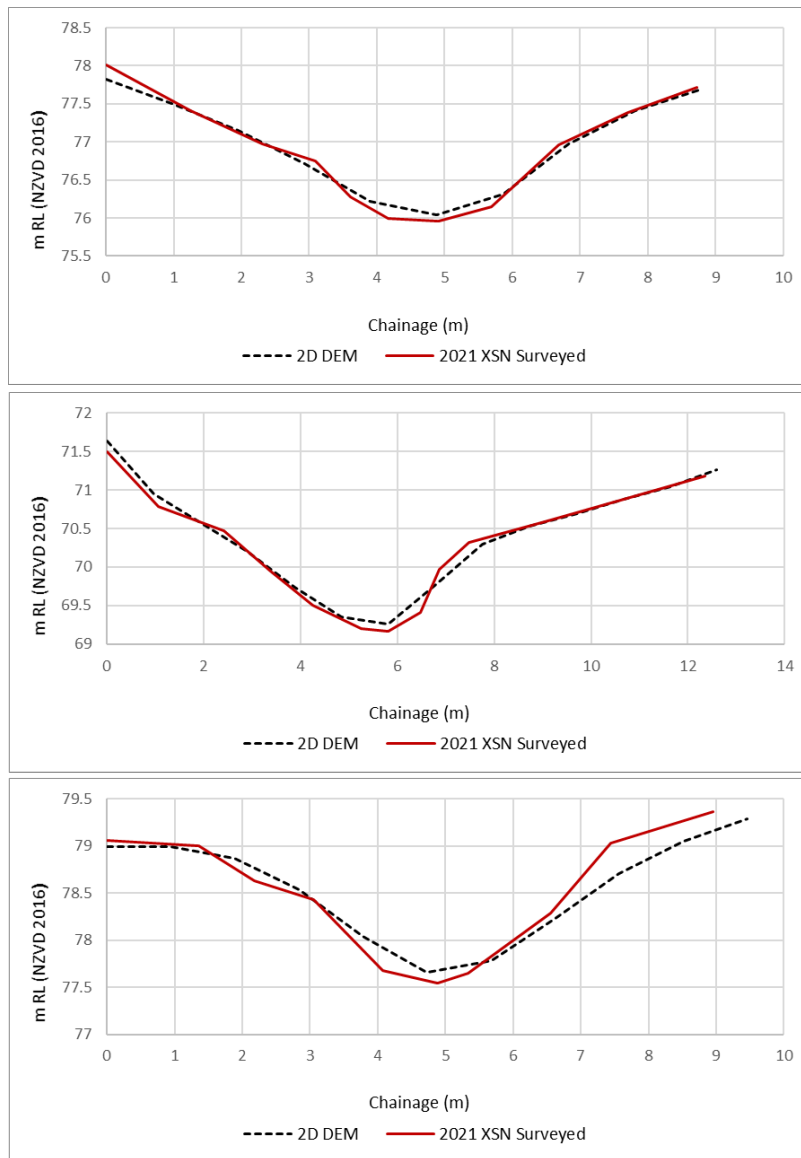 78.5
78
77.5
77
76.5
76
75.5
m RL (NZVD 2016)
0 1 2 3 4 5 6 7 8 9 10
Chainage (m)
2D DEM 2021 XSN Surveyed
72
71.5
71
70.5
70
69.5
69
m RL (NZVD 2016)
0 2 4 6 8 10 12 14
Chainage (m)
2D DEM 2021 XSN Surveyed
79.5
79
78.5
78
77.5
77
m RL (NZVD 2016)
0 1 2 3 4 5 6 7 8 9 10
Chainage (m)
2D DEM 2021 XSN Surveyed